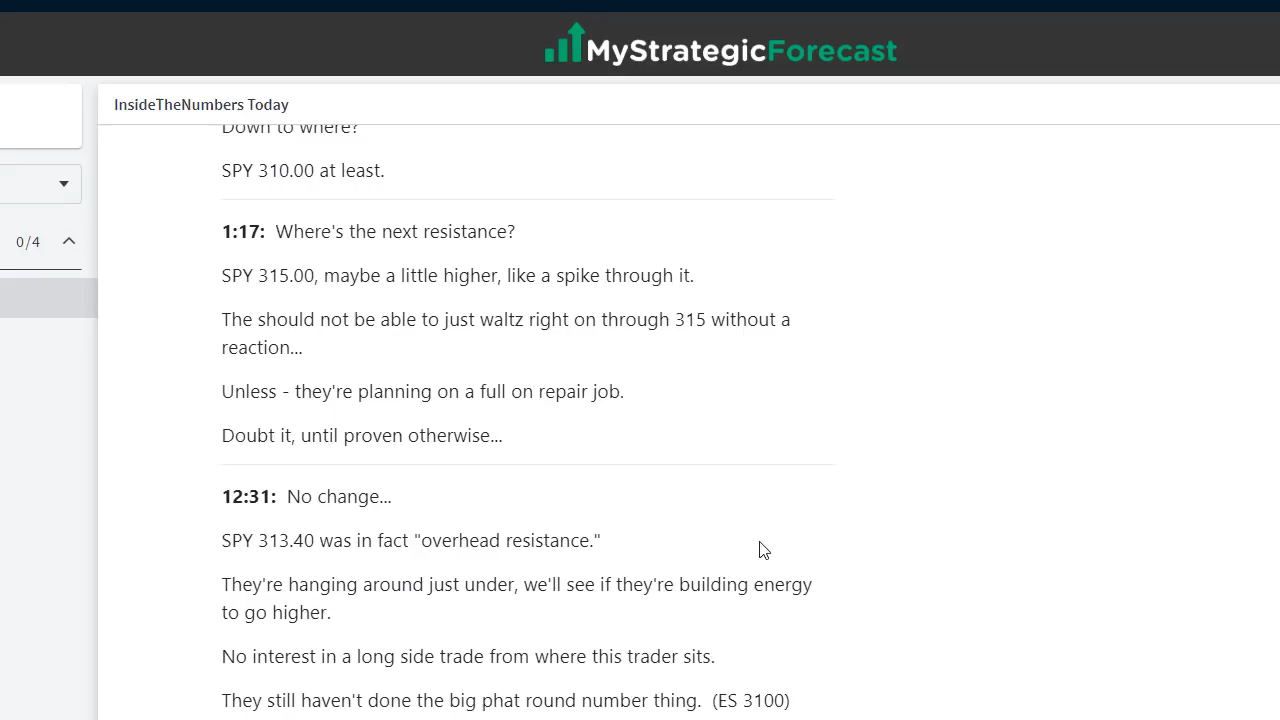 MyStrategicForecast
InsideTheNumbers Today
Down to where?
SPY 310.00 at least.
1:17: Where's the next resistance?
0/4
SPY 315.00, maybe a little higher, like a spike through it.
The should not be able to just waltz right on through 315 without a
reaction...
Unless - they're planning on a full on repair job.
Doubt it, until proven otherwise...
12:31: No change...
SPY 313.40 was in fact "overhead resistance."
They're hanging around just under, we'll see if they're building energy
to go higher.
No interest in a long side trade from where this trader sits.
They still haven't done the big phat round number thing. (ES 3100)